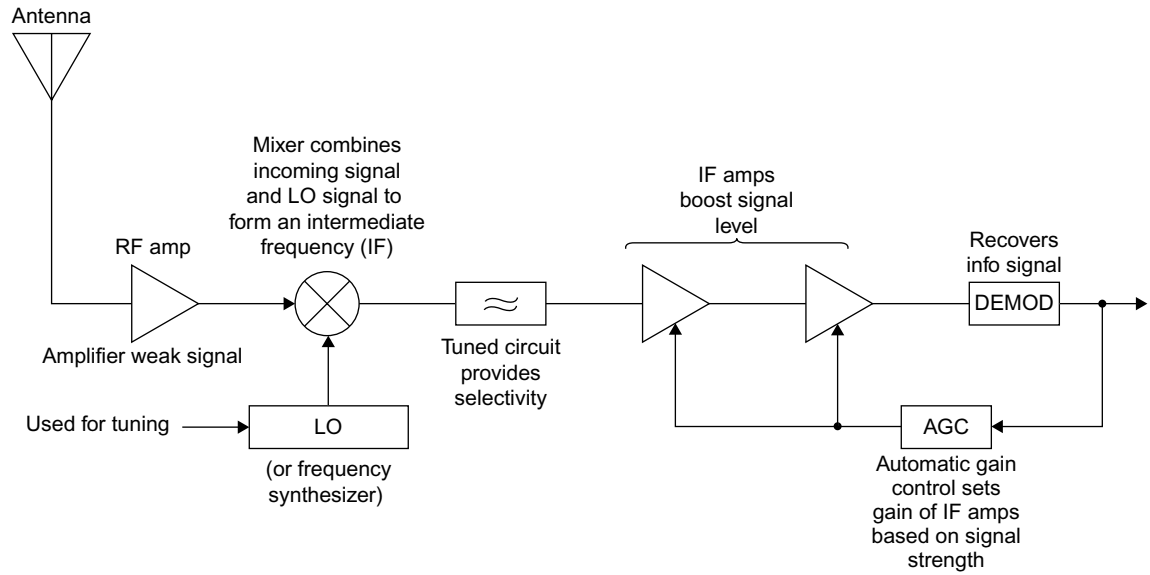 Antenna
Mixer combines
incoming signal
and LO signal to
form an intermediate
frequency (IF)
IF amps
boost signal
level
RF amp
Recovers
info signal
DEMOD
Amplifier weak signal
Tuned circuit
provides
selectivity
Used for tuning
LO
(or frequency
synthesizer)
AGC
Automatic gain
control sets
gain of IF amps
based on signal
strength